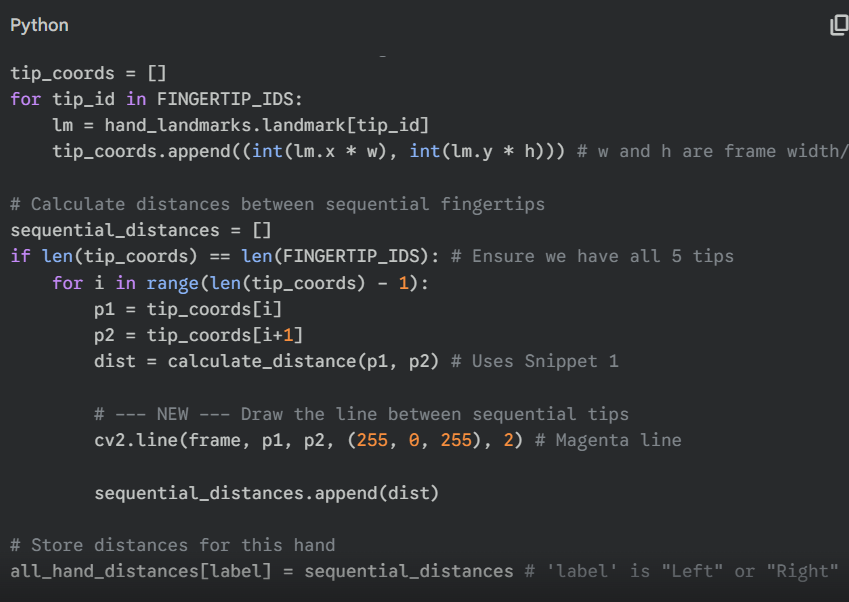 Python
tip_coords = []
for tip_id in FINGERTIP_IDS:
    lm = hand_landmarks.landmark[tip_id]
    tip_coords.append((int(lm.x * w), int(lm.y * h))) # w and h are frame width/
# Calculate distances between sequential fingertips
sequential_distances = []
if len(tip_coords) == len(FINGERTIP_IDS): # Ensure we have all 5 tips
    for i in range(len(tip_coords) - 1):
        p1 = tip_coords[i]
        p2 = tip_coords[i+1]
        dist = calculate_distance(p1, p2) # Uses Snippet 1
        # --- NEW --- Draw the line between sequential tips
        cv2.line(frame, p1, p2, (255, 0, 255), 2) # Magenta line
        sequential_distances.append(dist)
# Store distances for this hand
all_hand_distances[label] = sequential_distances # 'label' is "Left" or "Right"